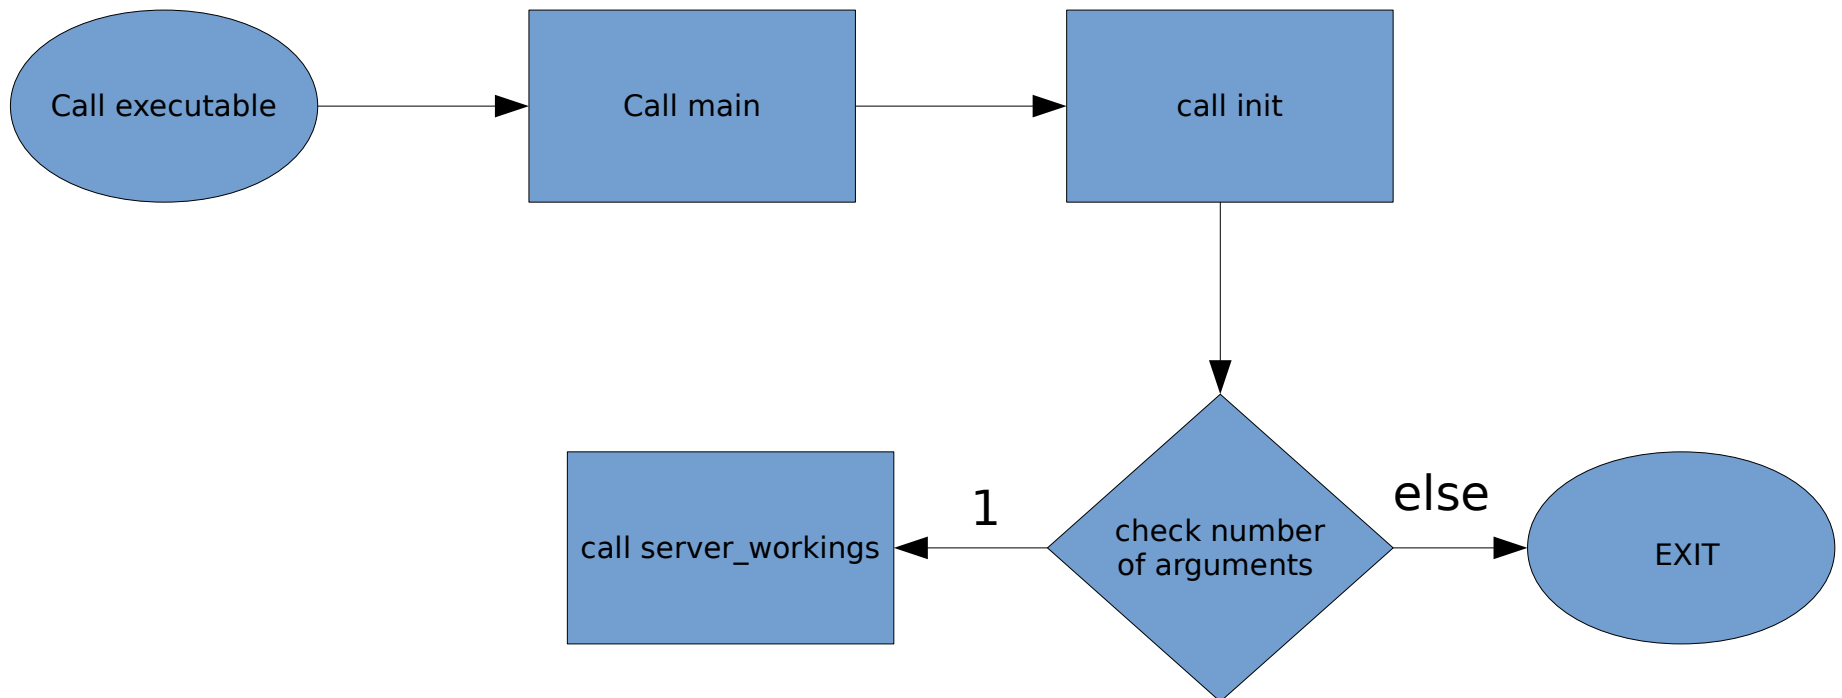 Call executable
Call main
call init
call server_workings
1
check number
of arguments
else
EXIT